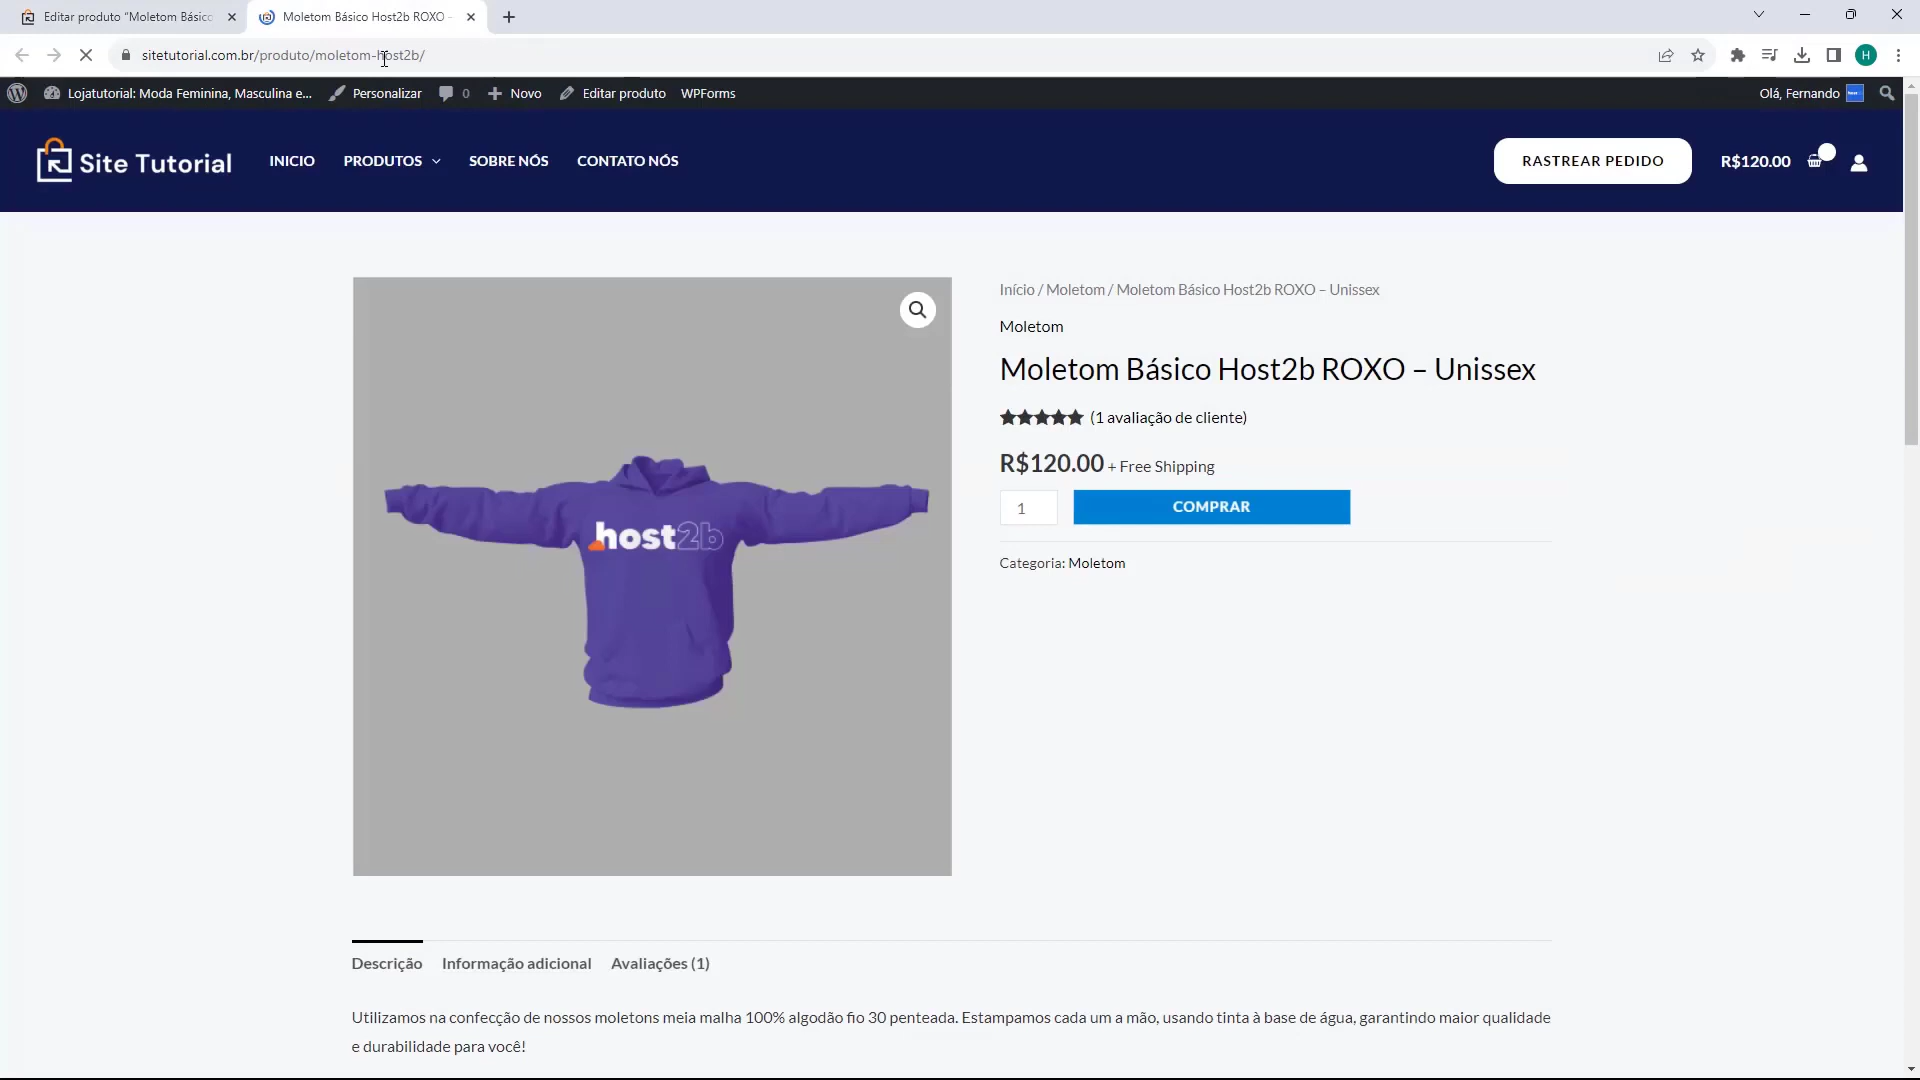 Editar produto “Moletom Básico
Moletom Básico Host2b ROXO -
sitetutorial.com.br/produto/moletom-host2b/
H
Lojatutorial: Moda Feminina, Masculina e...
Personalizar
0
Novo
Editar produto
WPForms
Olá, Fernando
Site Tutorial
INICIO
PRODUTOS
SOBRE NÓS
CONTATO NÓS
RASTREAR PEDIDO
R$120.00
Início / Moletom / Moletom Básico Host2b ROXO – Unissex
Moletom
Moletom Básico Host2b ROXO – Unissex
(1 avaliação de cliente)
R$120.00 + Free Shipping
1
COMPRAR
Categoria: Moletom
host2b
Descrição
Informação adicional
Avaliações (1)
Utilizamos na confecção de nossos moletons meia malha 100% algodão fio 30 penteada. Estampamos cada um a mão, usando tinta à base de água, garantindo maior qualidade
e durabilidade para você!